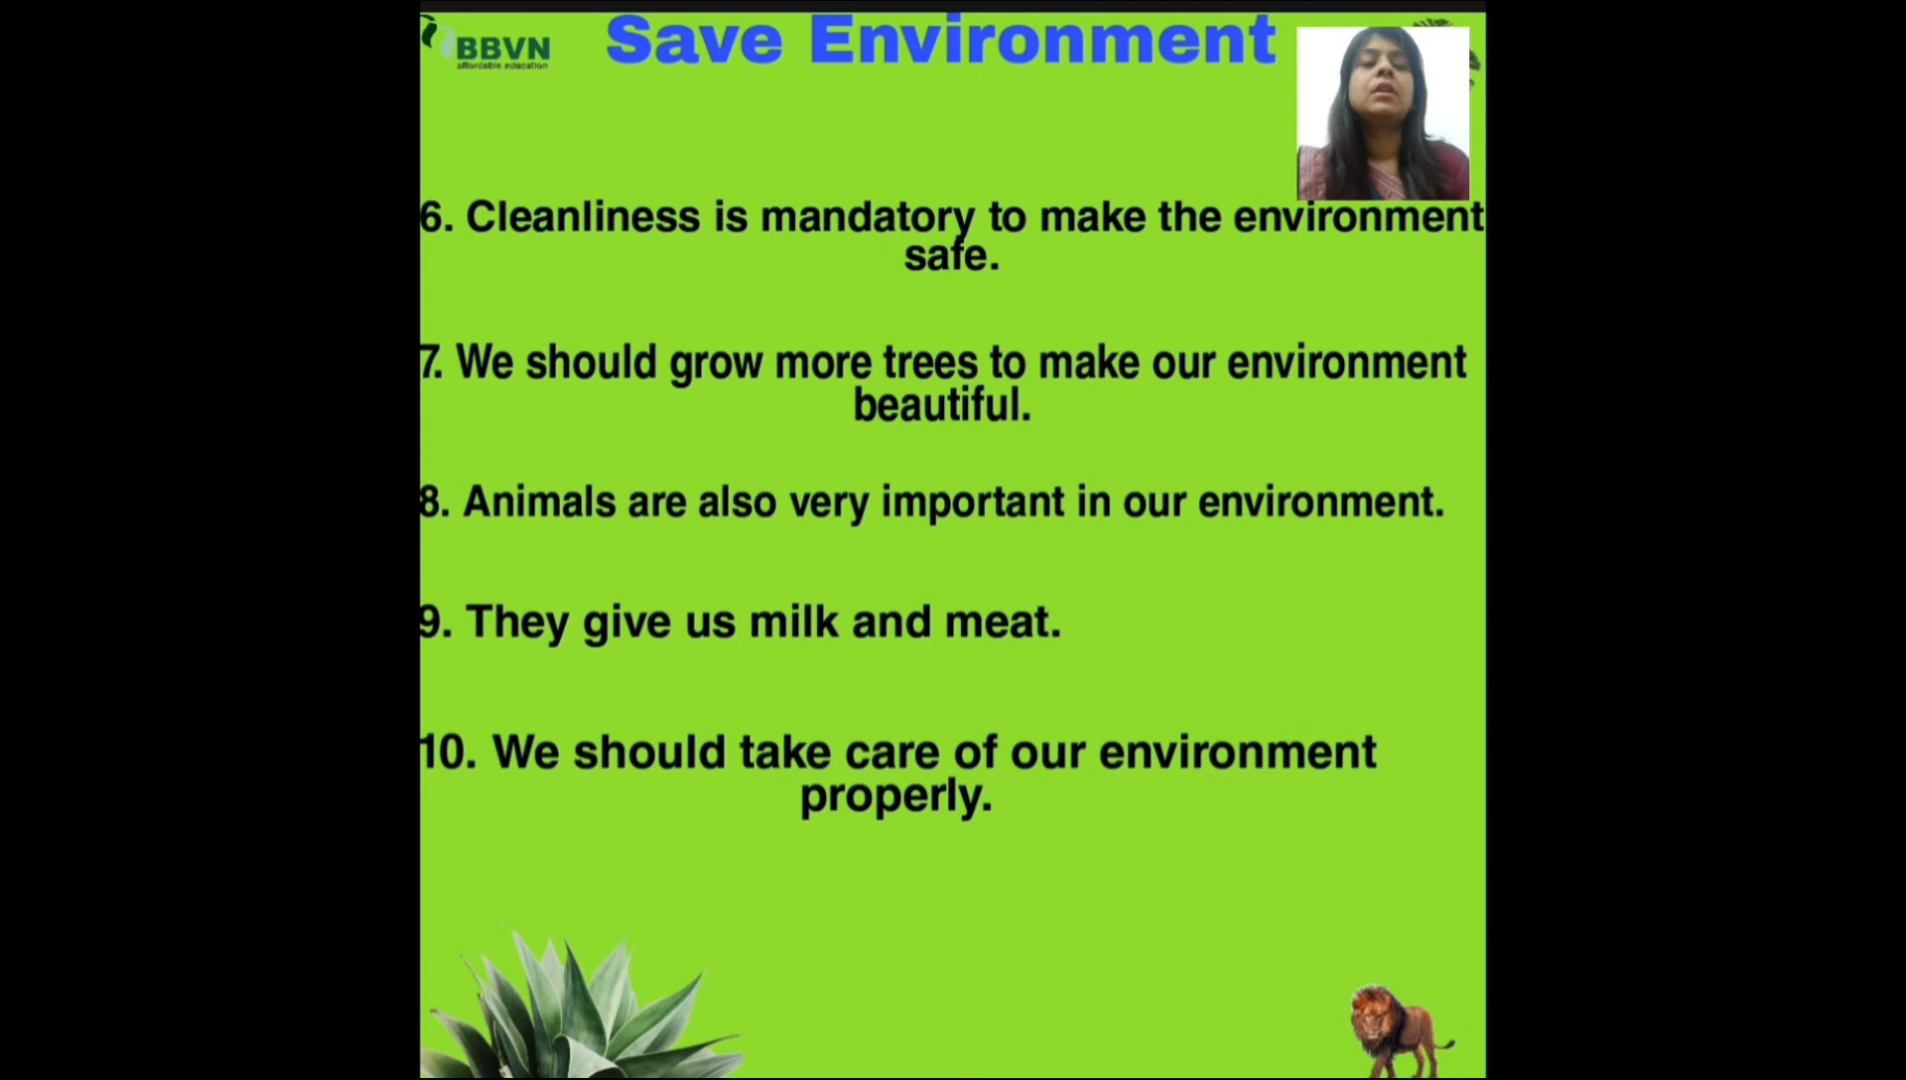 BBVN
affordable education
Save Environment
6. Cleanliness is mandatory to make the environment
safe.
7. We should grow more trees to make our environment
beautiful.
8. Animals are also very important in our environment.
9. They give us milk and meat.
10. We should take care of our environment
properly.